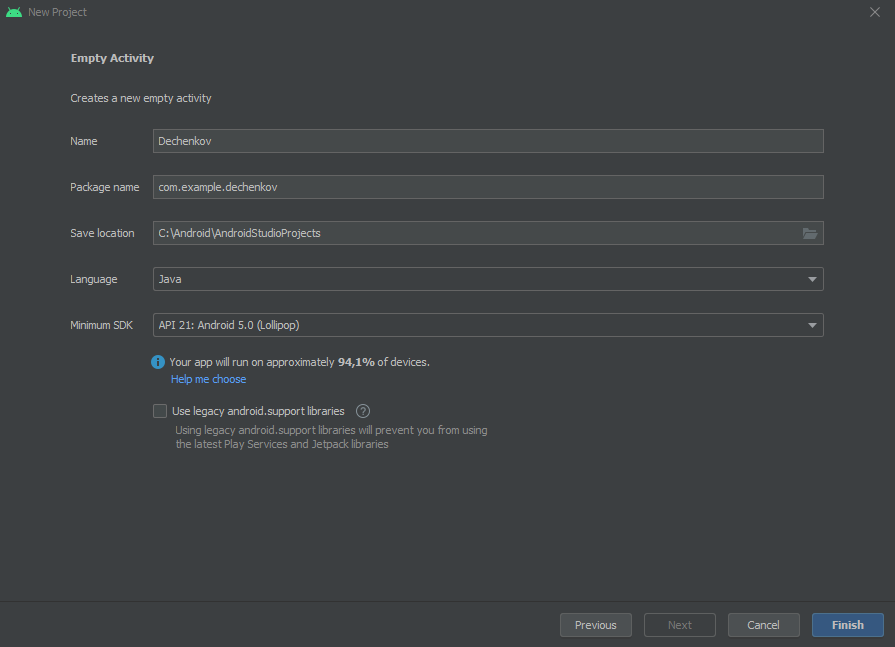 New Project
Empty Activity
Creates a new empty activity
Name
Dechenkov
Package name
com.example.dechenkov
Save location
C:\Android\AndroidStudioProjects
Language
Java
Minimum SDK
API 21: Android 5.0 (Lollipop)
Your app will run on approximately 94,1% of devices.
Help me choose
Use legacy android.support libraries
Using legacy android.support libraries will prevent you from using
the latest Play Services and Jetpack libraries
Previous
Next
Cancel
Finish